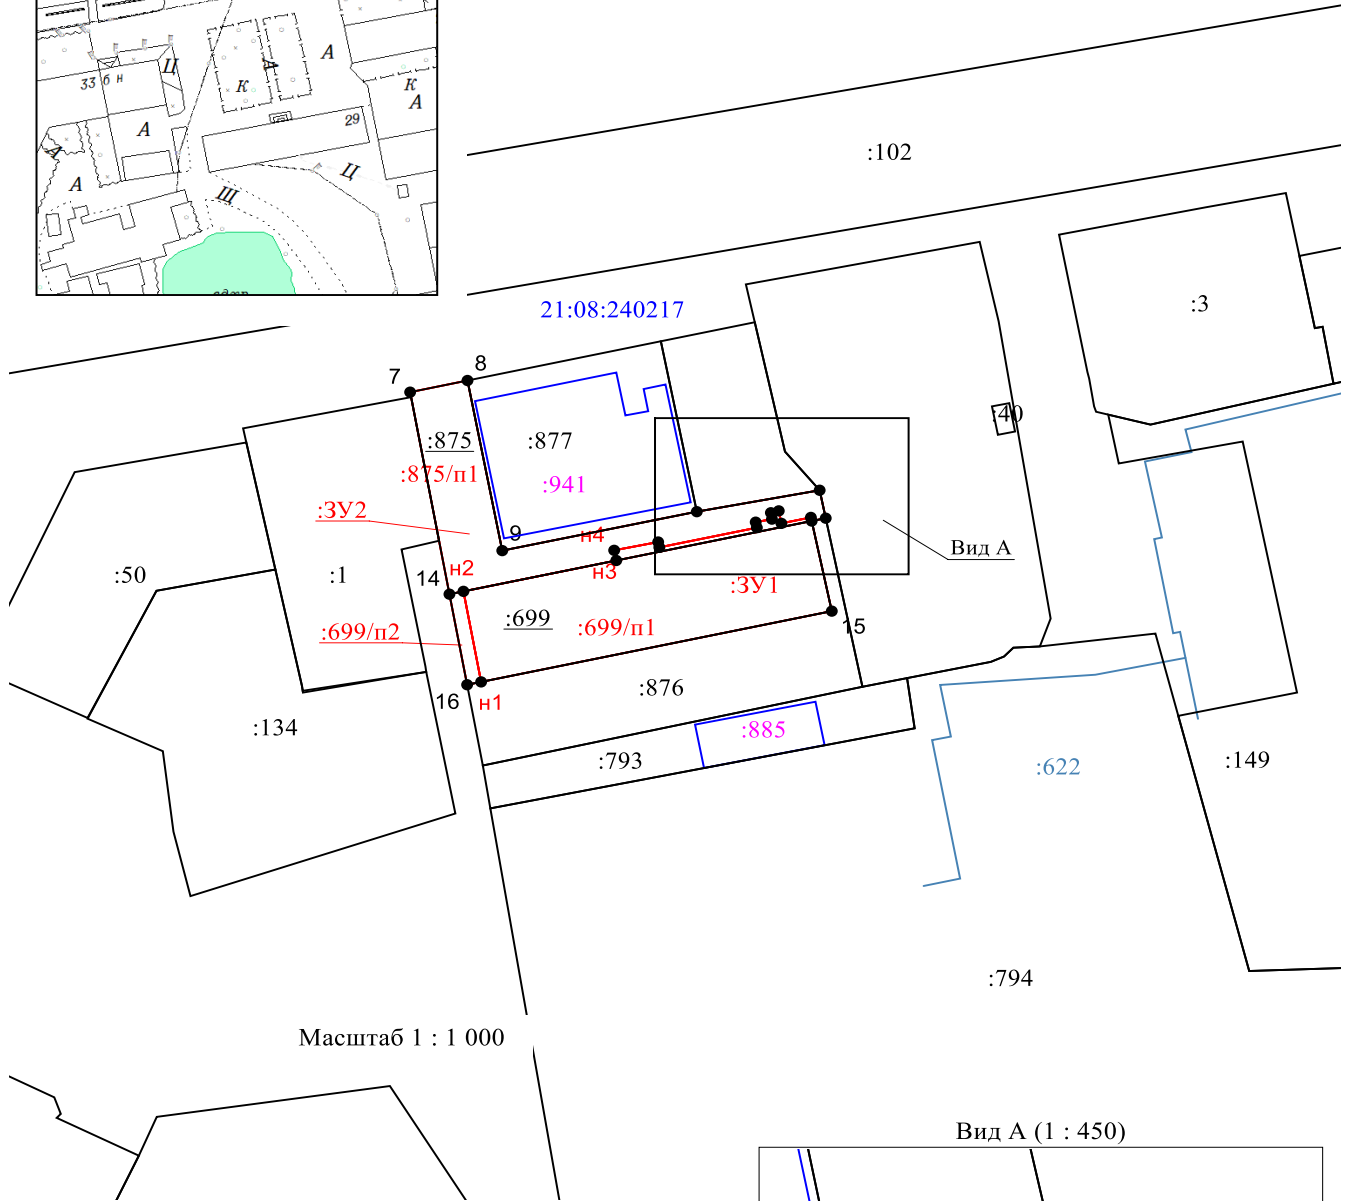 Ц
А
А
33 б н
К
К
А
А
29
А
А
Ц
Щ
:102
:3
21:08:240217
7
8
:40
:875
:877
:875/п1
:941
:ЗУ2
9
н4
Вид А
н2
н3
:50
:1
14
:ЗУ1
:699
:699/п1
:699/п2
15
:876
16
н1
:134
:885
:793
:149
:622
:794
Масштаб 1 : 1 000
Вид А (1 : 450)